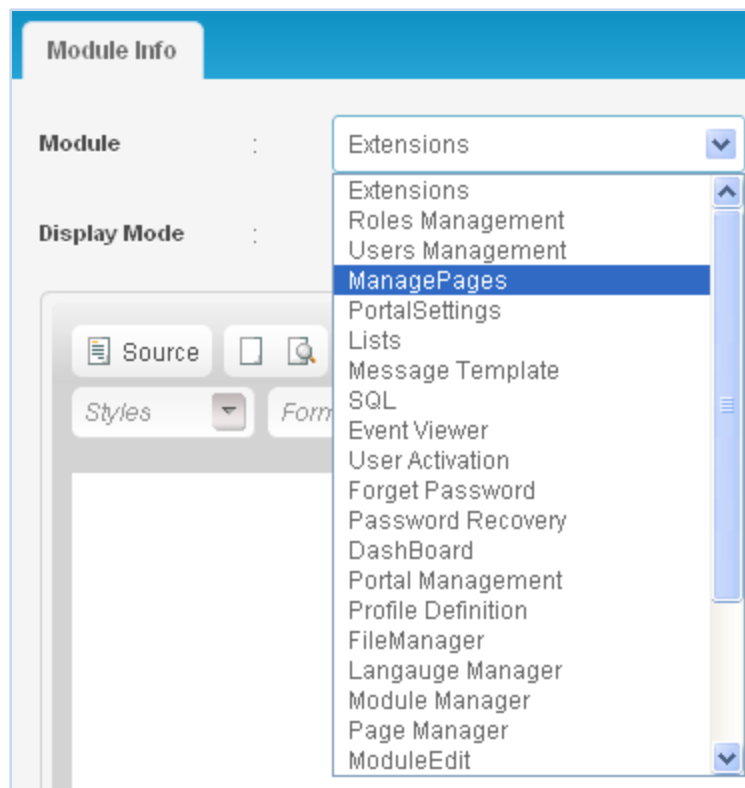 Module Info
Module : Extensions
Extensions
Roles Management
Display Mode :
Users Management
ManagePages
PortalSettings
Lists
Source
Message Template
Styles
SQL
Event Viewer
User Activation
Forget Password
Password Recovery
DashBoard
Portal Management
Profile Definition
FileManager
Langauge Manager
Module Manager
Page Manager
ModuleEdit